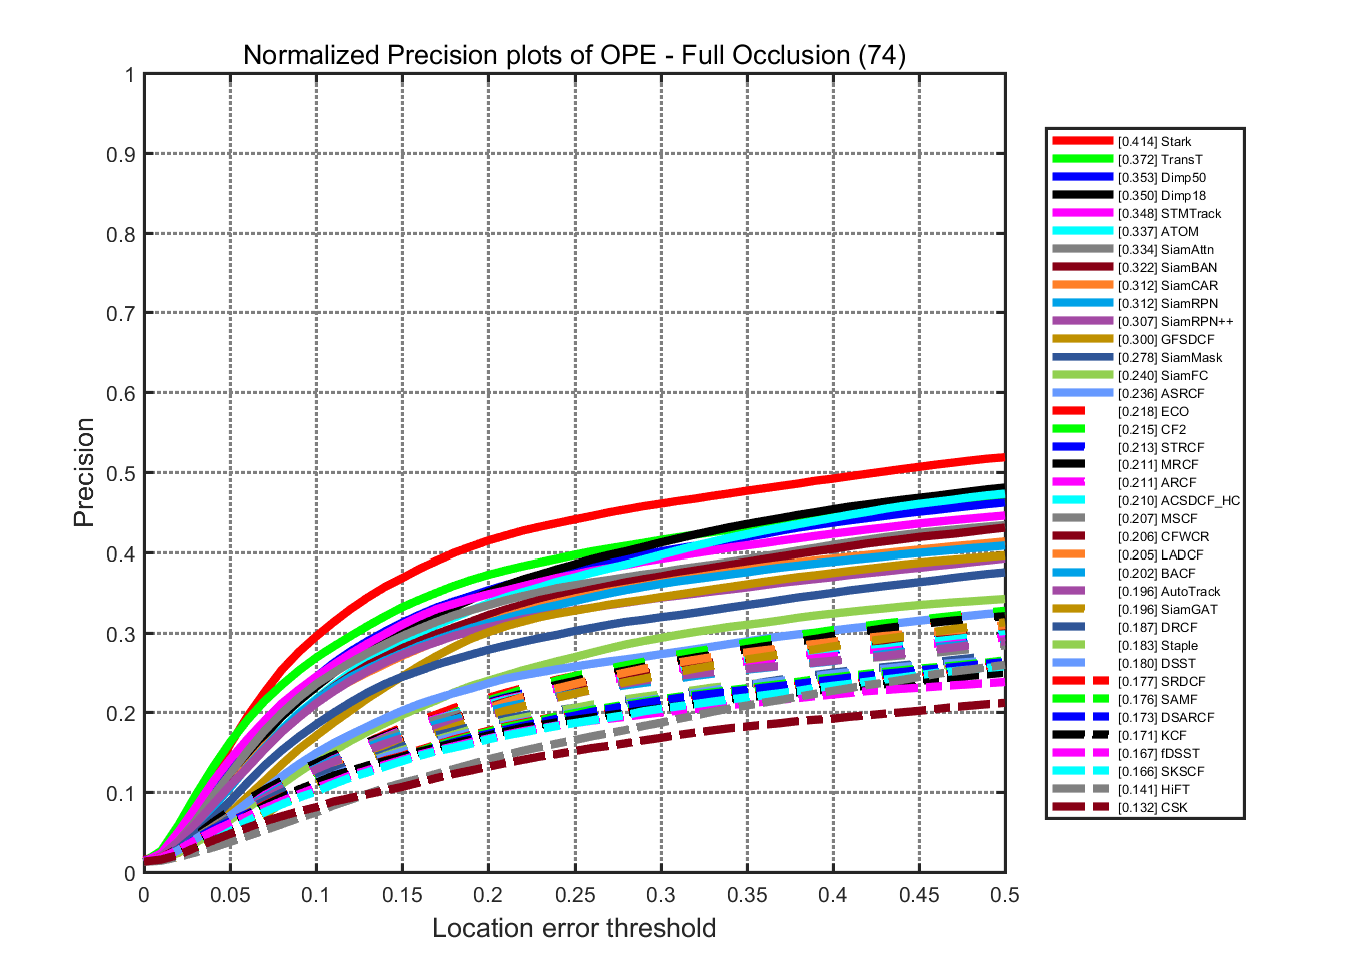 Normalized Precision plots of OPE - Full Occlusion (74)
1
0.9
0.8
0.7
0.6
0.5
0.4
0.3
0.2
0.1
0
Precision
0 0.05 0.1 0.15 0.2 0.25 0.3 0.35 0.4 0.45 0.5
Location error threshold
[0.414] Stark
[0.372] TransT
[0.353] Dimp50
[0.350] Dimp18
[0.348] STMTrack
[0.337] ATOM
[0.334] SiamAttn
[0.322] SiamBAN
[0.312] SiamCAR
[0.312] SiamRPN
[0.307] SiamRPN++
[0.300] GFSDCF
[0.278] SiamMask
[0.240] SiamFC
[0.236] ASRCF
[0.218] ECO
[0.215] CF2
[0.213] STRCF
[0.211] MRCF
[0.211] ARCF
[0.210] ACSDCF_HC
[0.207] MSCF
[0.206] CFWCR
[0.205] LADCF
[0.202] BACF
[0.196] AutoTrack
[0.196] SiamGAT
[0.187] DRCF
[0.183] Staple
[0.180] DSST
[0.177] SRDCF
[0.176] SAMF
[0.173] DSARCF
[0.171] KCF
[0.167] fDSST
[0.166] SKSCF
[0.141] HiFT
[0.132] CSK